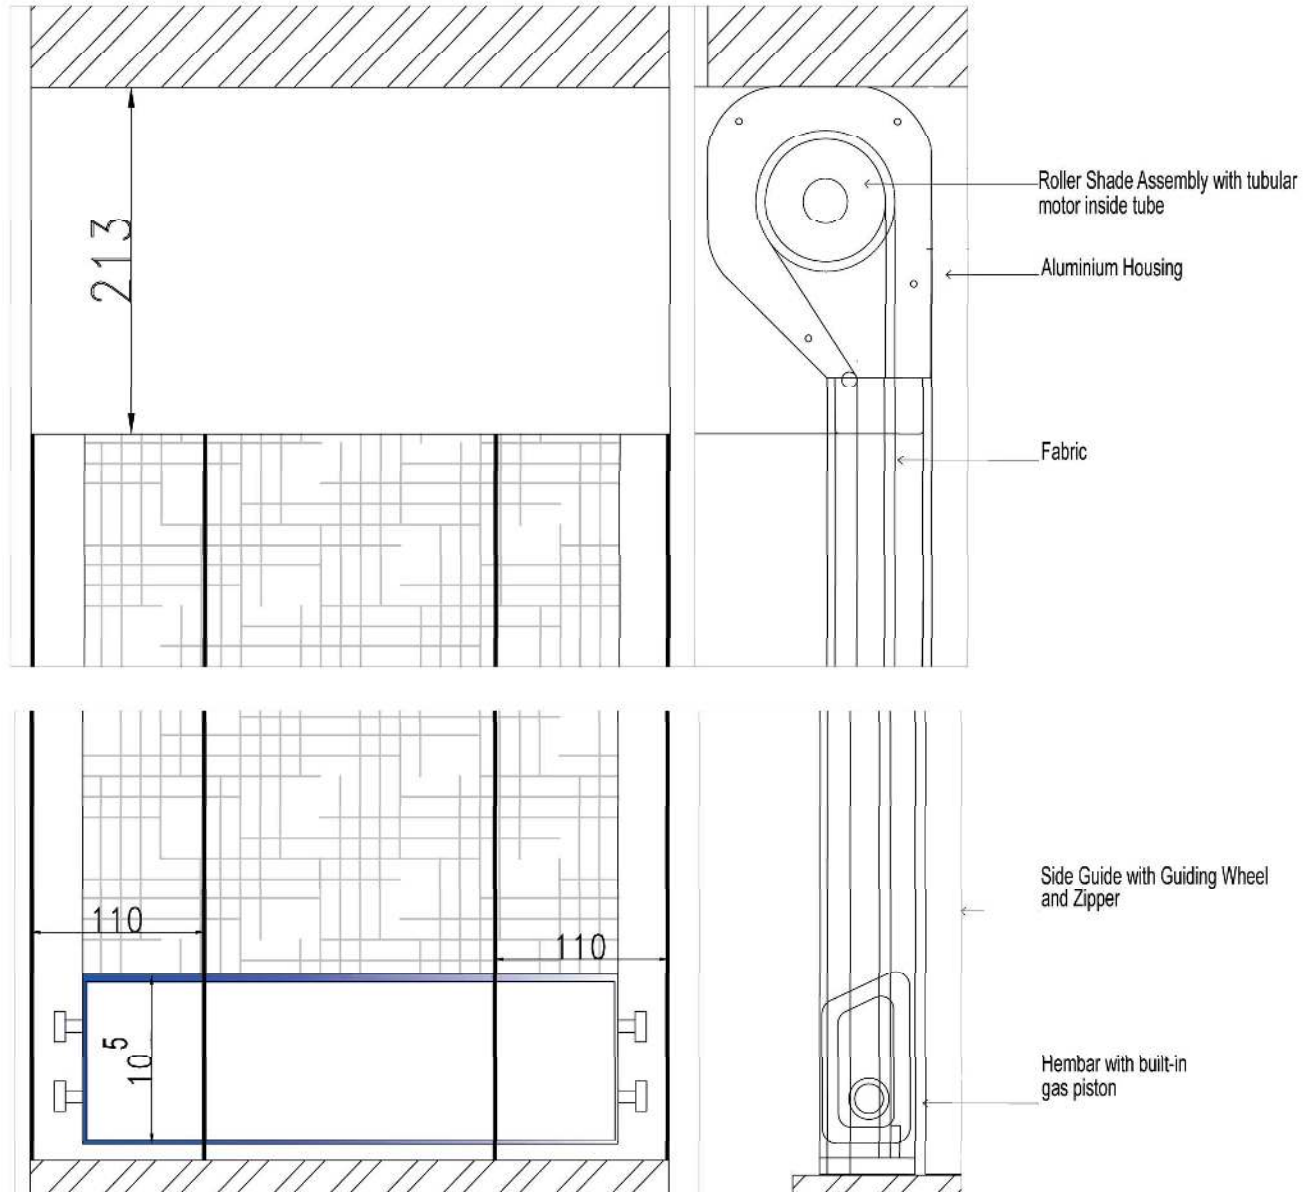 213
Roller Shade Assembly with tubular
motor inside tube
Aluminium Housing
Fabric
110
110
Side Guide with Guiding Wheel
and Zipper
105
Hembar with built-in
gas piston